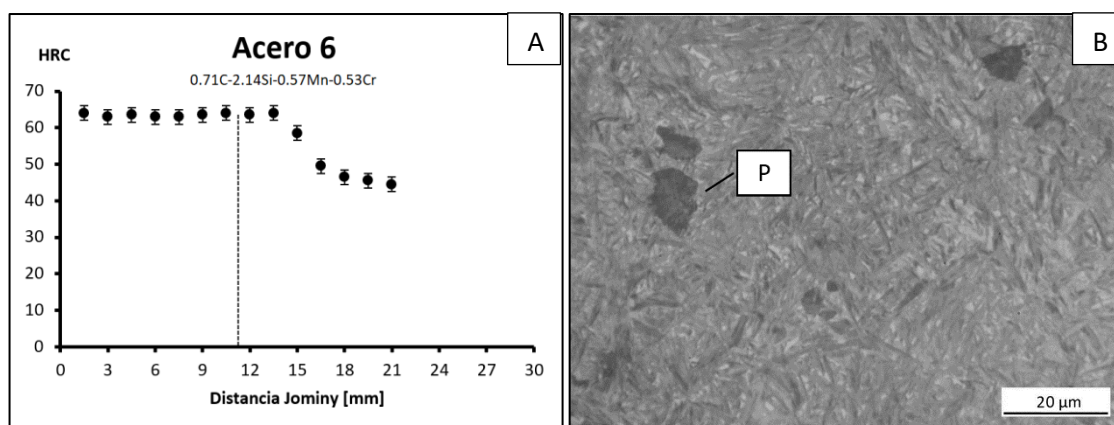 A
Acero 6
HRC
0.71C-2.14Si-0.57Mn-0.53Cr
70
60
50
40
30
20
10
0
0 3 6 9 12 15 18 21 24 27 30
Distancia Jominy [mm]
B
P
20 µm